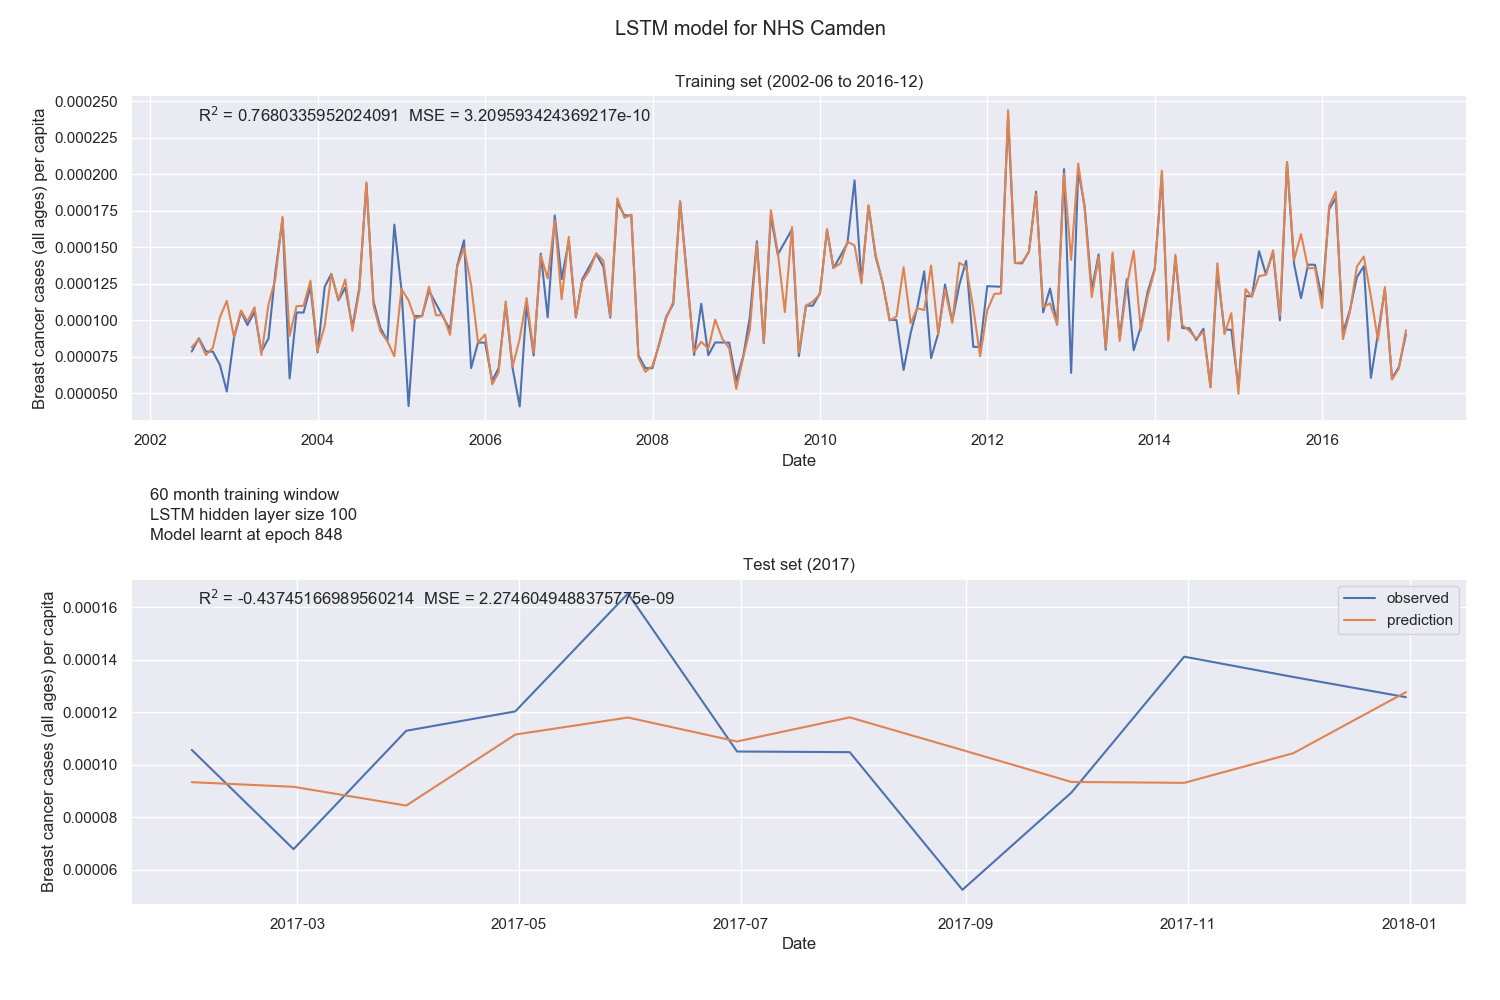 LSTM model for NHS Camden
Training set (2002-06 to 2016-12)
R² = 0.7680335952024091 MSE = 3.209593424369217e-10
Breast cancer cases (all ages) per capita
0.000250
0.000225
0.000200
0.000175
0.000150
0.000125
0.000100
0.000075
0.000050
2002 2004 2006 2008 2010 2012 2014 2016
Date
60 month training window
LSTM hidden layer size 100
Model learnt at epoch 848
Test set (2017)
R² = -0.43745166989560214 MSE = 2.2746049488375775e-09
observed
prediction
Breast cancer cases (all ages) per capita
0.00016
0.00014
0.00012
0.00010
0.00008
0.00006
2017-03 2017-05 2017-07 2017-09 2017-11 2018-01
Date